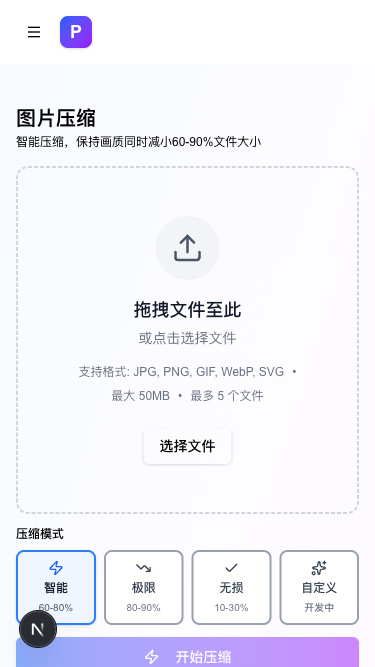 P
图片压缩
智能压缩，保持画质同时减小60-90%文件大小
拖拽文件至此
或点击选择文件
支持格式: JPG, PNG, GIF, WebP, SVG •
最大 50MB • 最多 5 个文件
选择文件
压缩模式
智能 极限 无损 自定义
60-80% 80-90% 10-30% 开发中
N
开始压缩